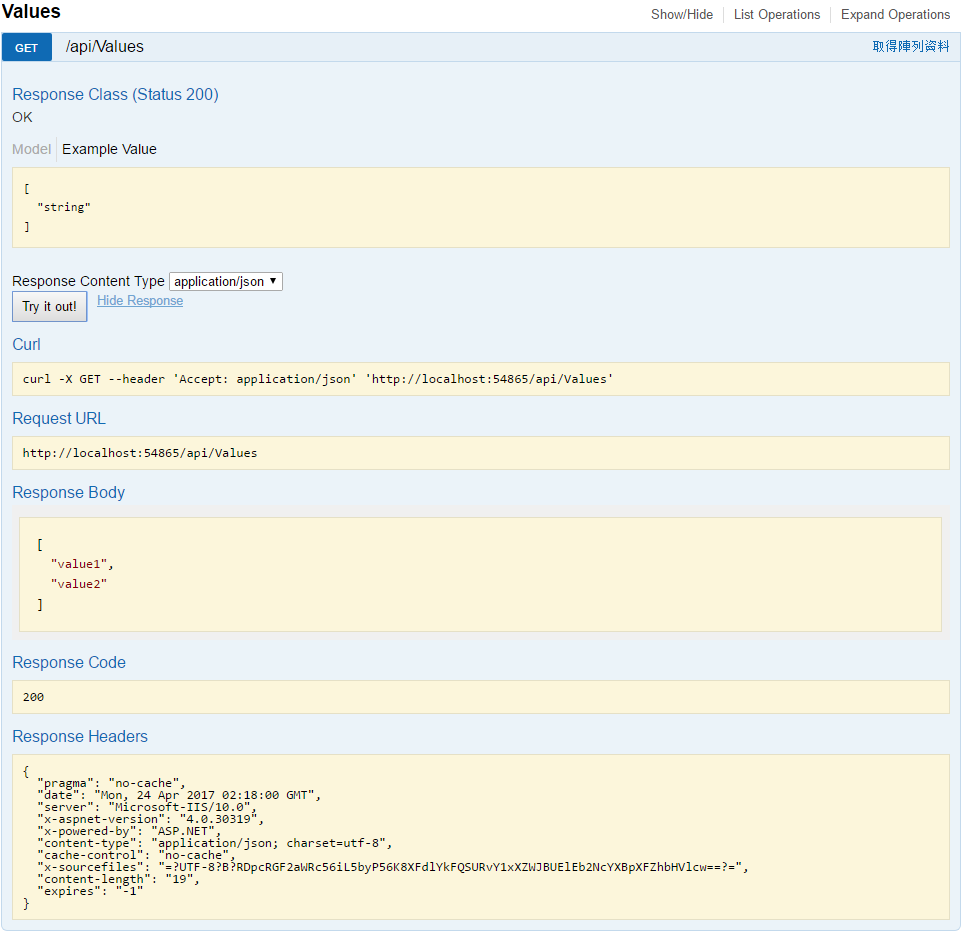 Values
Show/Hide List Operations Expand Operations
GET /api/Values 取得陣列資料
Response Class (Status 200)
OK
Model Example Value
[
"string"
]
Response Content Type application/json ▼
Try it out! Hide Response
Curl
curl -X GET --header 'Accept: application/json' 'http://localhost:54865/api/Values'
Request URL
http://localhost:54865/api/Values
Response Body
[
"value1",
"value2"
]
Response Code
200
Response Headers
{
"pragma": "no-cache",
"date": "Mon, 24 Apr 2017 02:18:00 GMT",
"server": "Microsoft-IIS/10.0",
"x-aspnet-version": "4.0.30319",
"x-powered-by": "ASP.NET",
"content-type": "application/json; charset=utf-8",
"cache-control": "no-cache",
"x-sourcefiles": "=?UTF-8?B?RDpcRGF2aWRc56iL5byP56K8XFdlYkFQSURvY1xXZWJBUElEb2NcYXBpXFZhbHVlcw==?=",
"content-length": "19",
"expires": "-1"
}